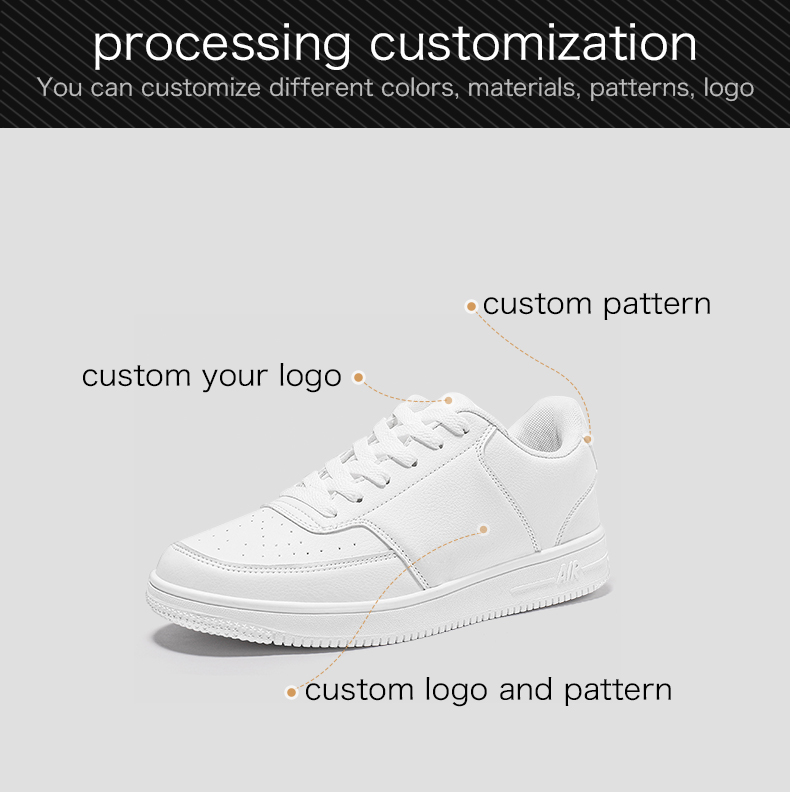 processing customization
You can customize different colors, materials, patterns, logo
custom pattern
custom your logo
AIR
custom logo and pattern